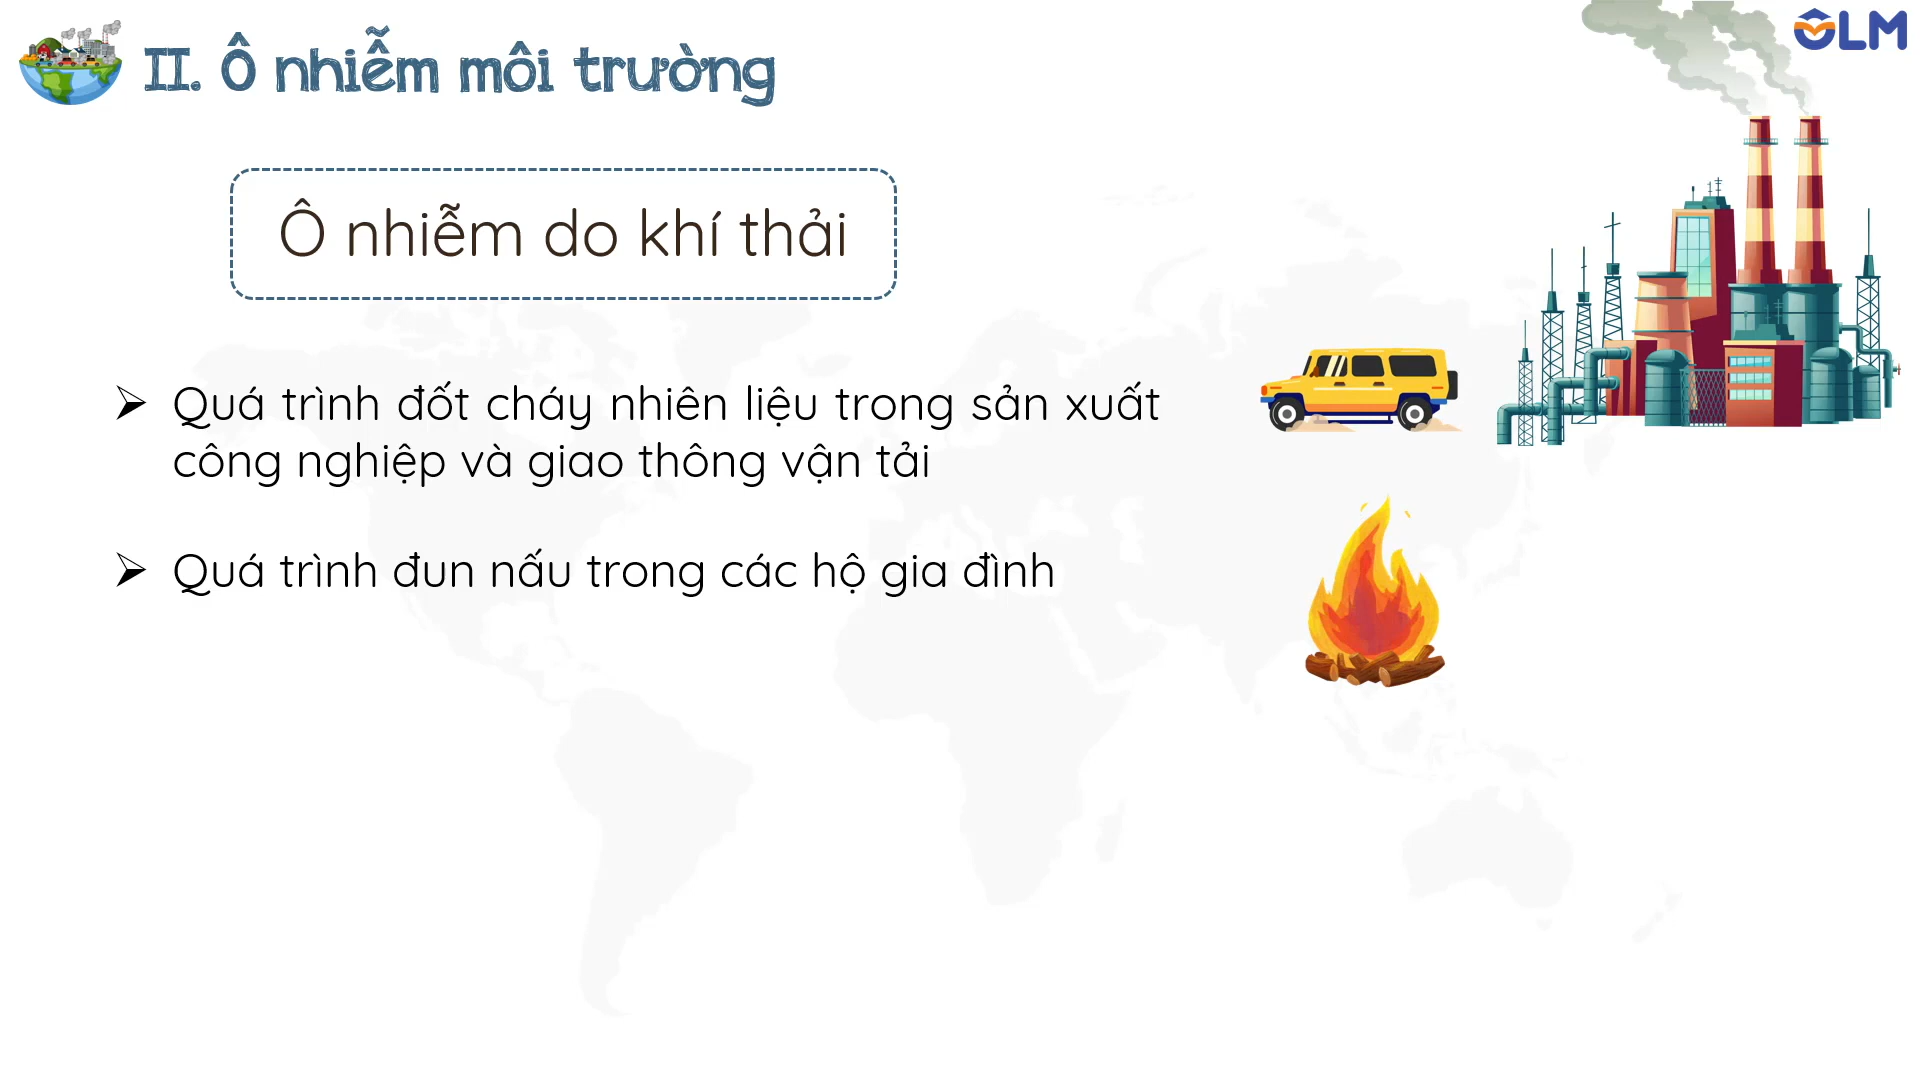 II. Ô nhiễm môi trường
OLM
Ô nhiễm do khí thải
➢ Quá trình đốt cháy nhiên liệu trong sản xuất
công nghiệp và giao thông vận tải
➢ Quá trình đun nấu trong các hộ gia đình